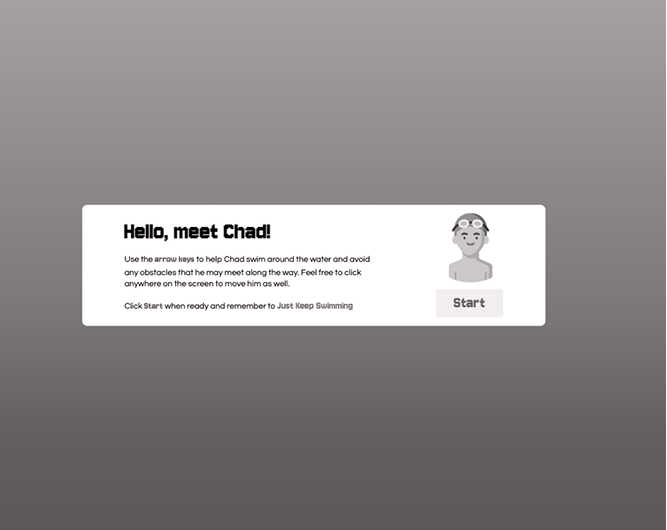 Hello, meet Chad!
Use the arrow keys to help Chad swim around the water and avoid
any obstacles that he may meet along the way. Feel free to click
anywhere on the screen to move him as well.
Click Start when ready and remember to Just Keep Swimming
Start